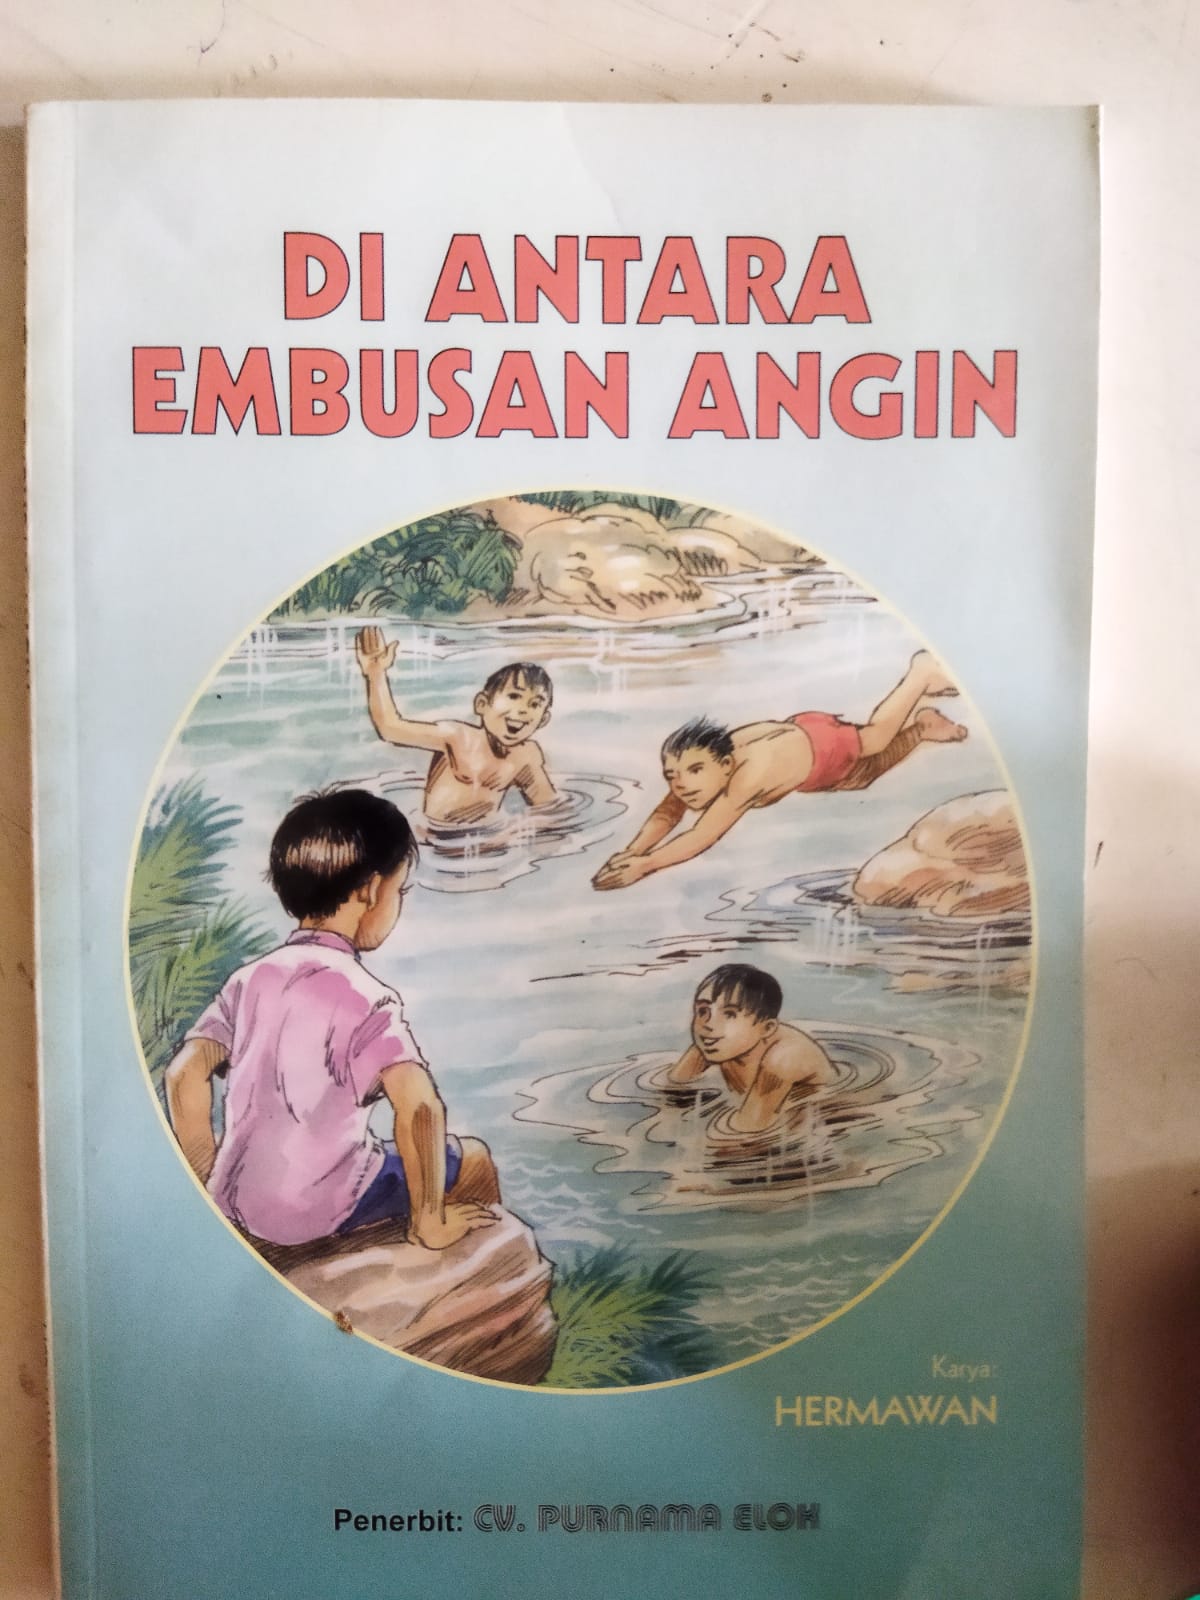 DI ANTARA
EMBUSAN ANGIN
Karya:
HERMAWAN
Penerbit: CV. PURNAMA ELOK